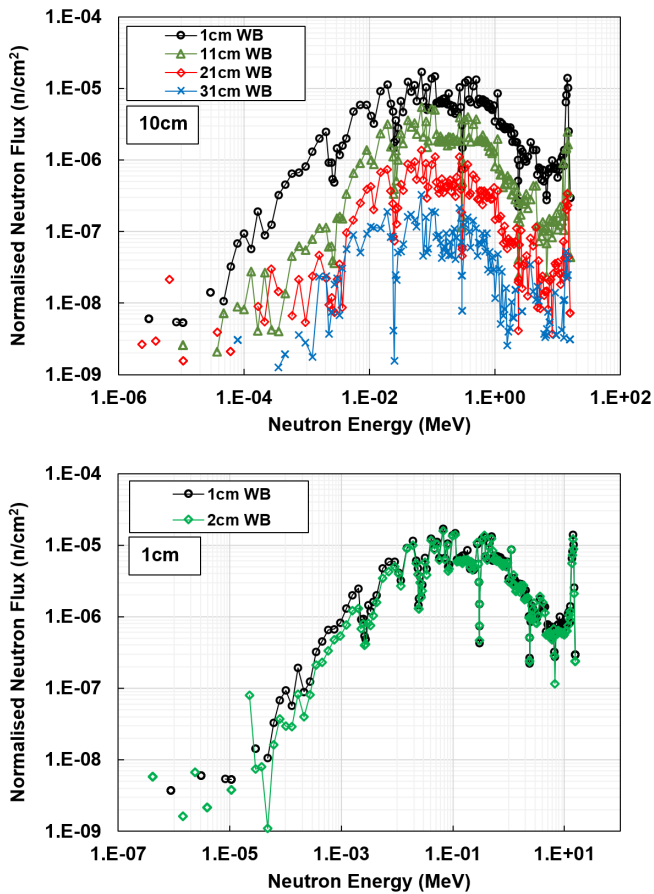 1.E-04
1.E-05
1.E-06
1.E-07
1.E-08
1.E-09
Normalised Neutron Flux (n/cm²)
1cm WB
11cm WB
21cm WB
31cm WB
10cm
1.E-06
1.E-04
1.E-02
1.E+00
1.E+02
Neutron Energy (MeV)
1.E-04
1.E-05
1.E-06
1.E-07
1.E-08
1.E-09
Normalised Neutron Flux (n/cm²)
1cm WB
2cm WB
1cm
1.E-07
1.E-05
1.E-03
1.E-01
1.E+01
Neutron Energy (MeV)